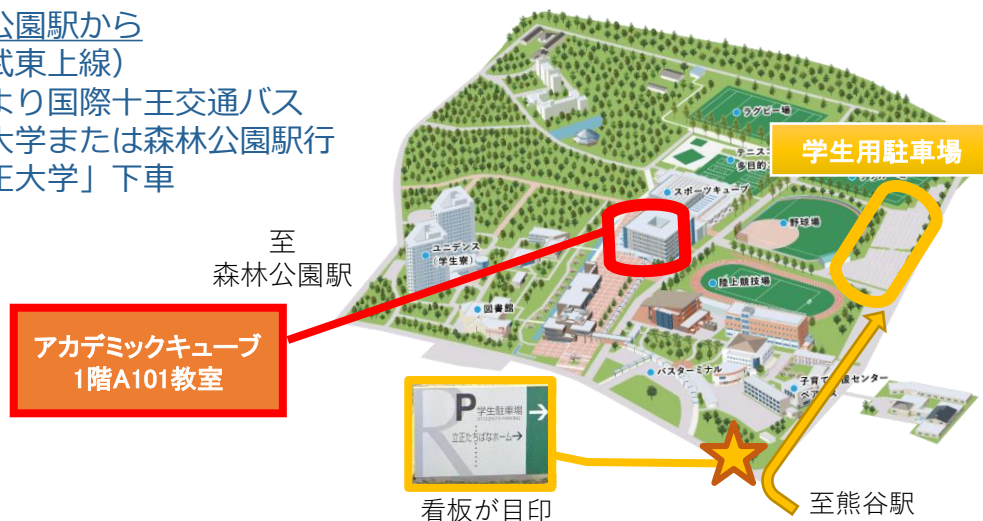 公園駅から
武東上線）
より国際十王交通バス
大学または森林公園駅行
正大学」下車
ラグビー場
学生用駐車場
テニスコ
多目的
スポーツキューブ
野球場
至
森林公園駅
ユニデンス
（学生寮）
陸上競技場
図書館
アカデミックキューブ
1階A101教室
バスターミナル
子育て
援センター
ベア
P 学生駐車場 →
立正たちばなホーム→
看板が目印
至熊谷駅